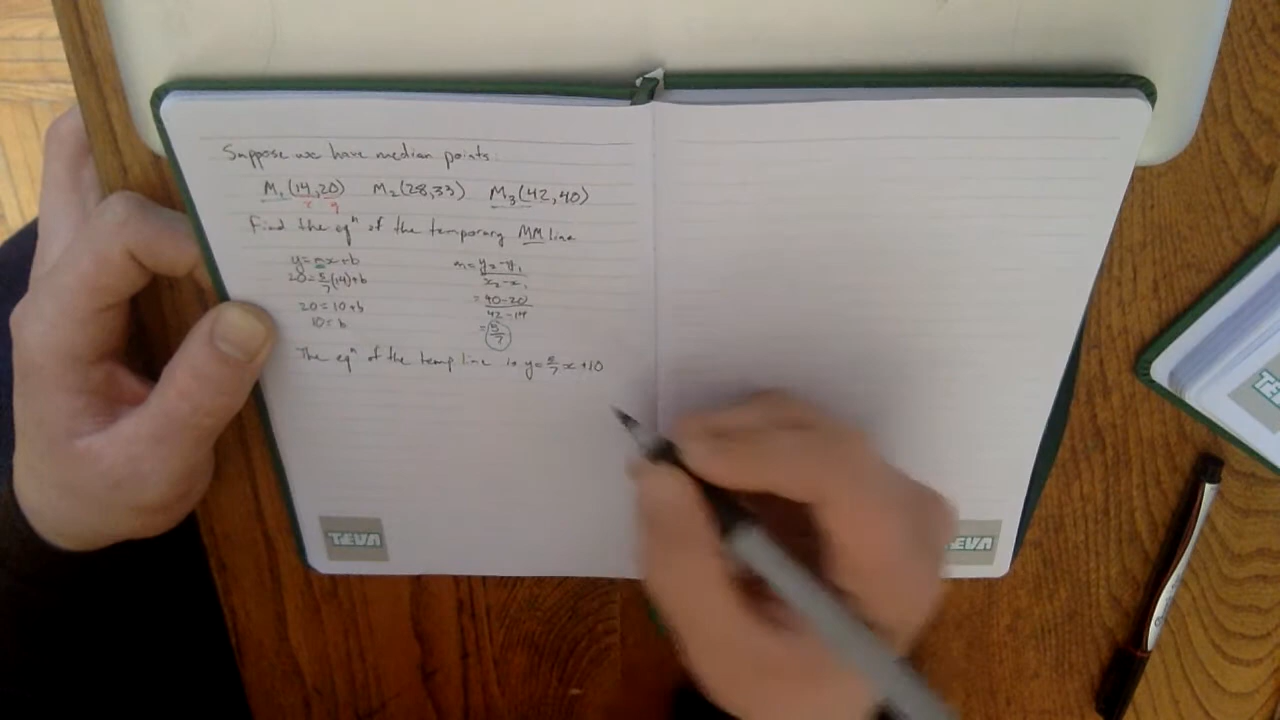 Suppose we have median points:
M₁(14,20) M₂(28,33) M₃(42,40)
x y
Find the eqⁿ of the temporary MM line
y=mx+b
20=5/7(14)+b
20=10+b
10=b
m=y₂-y₁/x₂-x₁
=40-20/42-14
=5/7
The eqⁿ of the temp line is y=5/7x+10
TEVA
TEVA